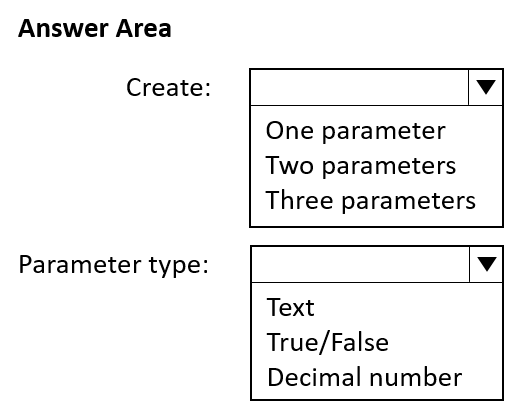 Answer Area
Create:
One parameter
Two parameters
Three parameters
Parameter type:
Text
True/False
Decimal number